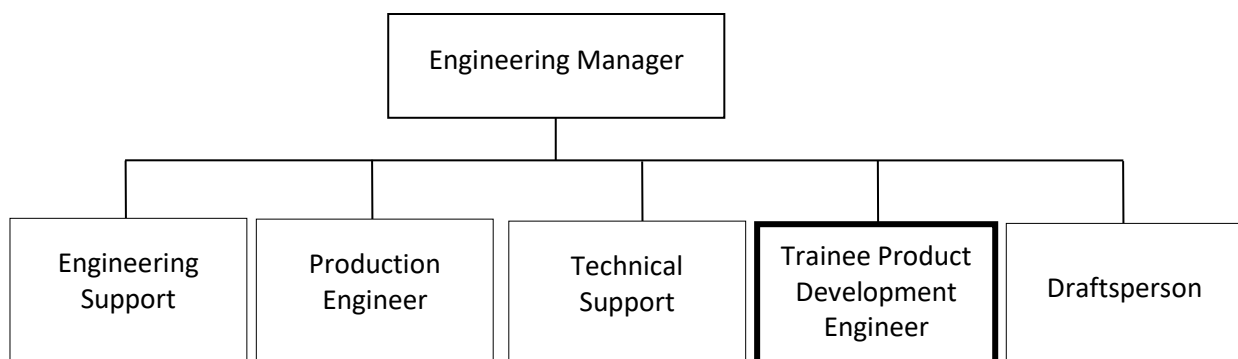 Engineering Manager
Engineering
Support
Production
Engineer
Technical
Support
Trainee Product
Development
Engineer
Draftsperson